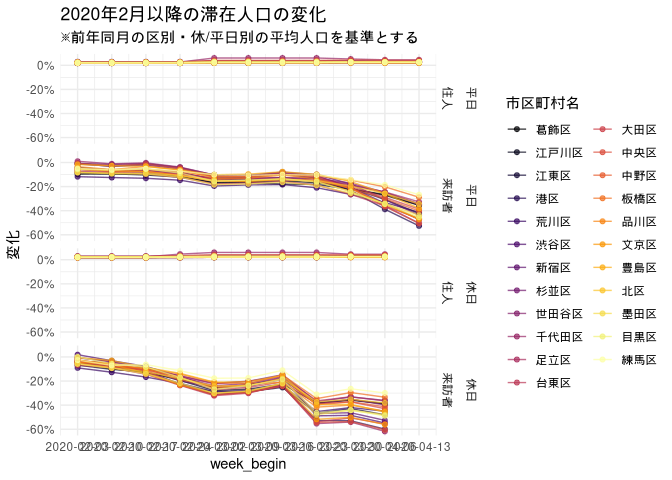 2020年2月以降の滞在人口の変化
※前年同月の区別・休/平日別の平均人口を基準とする
変化
0%
-20%
-40%
-60%
平日
住人
0%
-20%
-40%
-60%
平日
来訪者
0%
-20%
-40%
-60%
休日
住人
0%
-20%
-40%
-60%
休日
来訪者
week_begin
市区町村名
葛飾区
江戸川区
江東区
港区
荒川区
渋谷区
新宿区
杉並区
世田谷区
千代田区
足立区
台東区
大田区
中央区
中野区
板橋区
品川区
文京区
豊島区
北区
墨田区
目黒区
練馬区